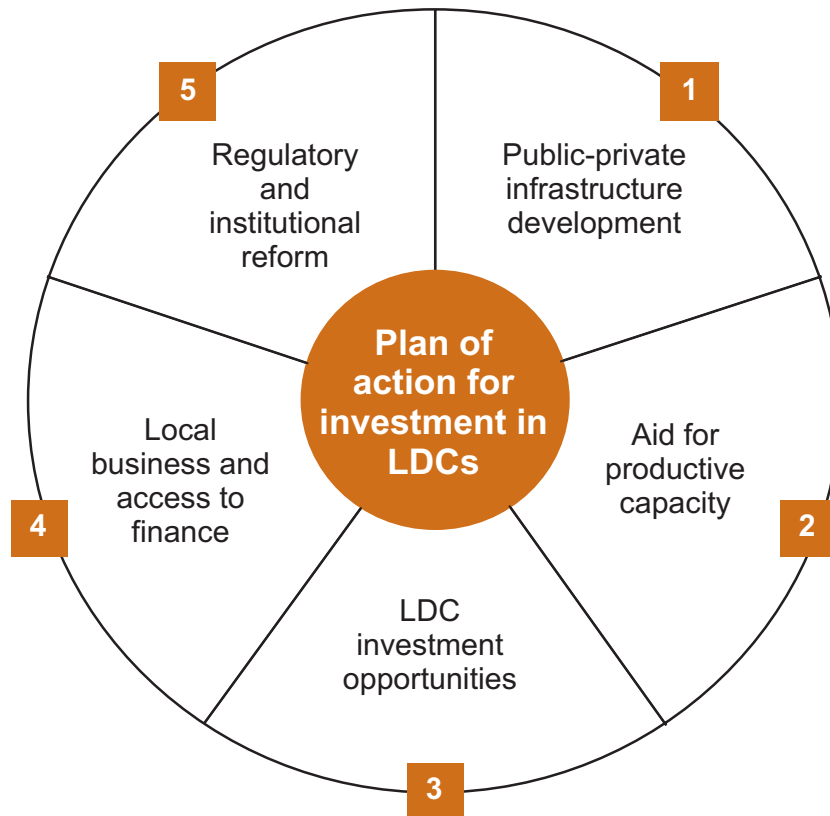 Plan of
action for
investment in
LDCs
1
Public-private
infrastructure
development
2
Aid for
productive
capacity
3
LDC
investment
opportunities
4
Local
business and
access to
finance
5
Regulatory
and
institutional
reform